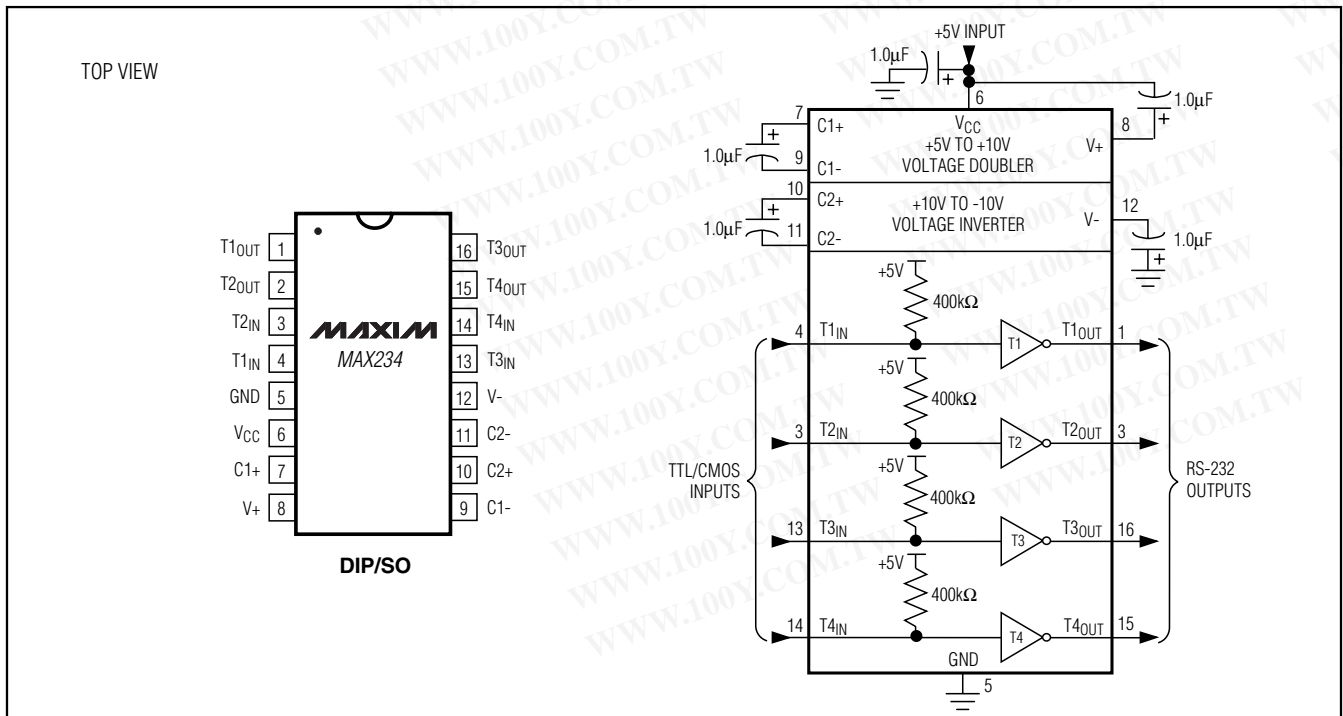 TOP VIEW
T1OUT 1
T2OUT 2
T2IN 3
T1IN 4
GND 5
VCC 6
C1+ 7
V+ 8
16 T3OUT
15 T4OUT
14 T4IN
13 T3IN
12 V-
11 C2-
10 C2+
9 C1-
MAXIM
MAX234
DIP/SO
+5V INPUT
1.0µF
+
6
1.0µF
+
7
C1+
VCC
+5V TO +10V
VOLTAGE DOUBLER
8
V+
1.0µF
+
9
C1-
10
C2+
+10V TO -10V
VOLTAGE INVERTER
12
V-
1.0µF
+
11
C2-
1.0µF
+
+5V
400kΩ
4 T1IN
T1
T1OUT 1
+5V
400kΩ
3 T2IN
T2
T2OUT 3
TTL/CMOS
INPUTS
RS-232
OUTPUTS
+5V
400kΩ
13 T3IN
T3
T3OUT 16
+5V
400kΩ
14 T4IN
T4
T4OUT 15
GND
5
WWW.100Y.COM.TW